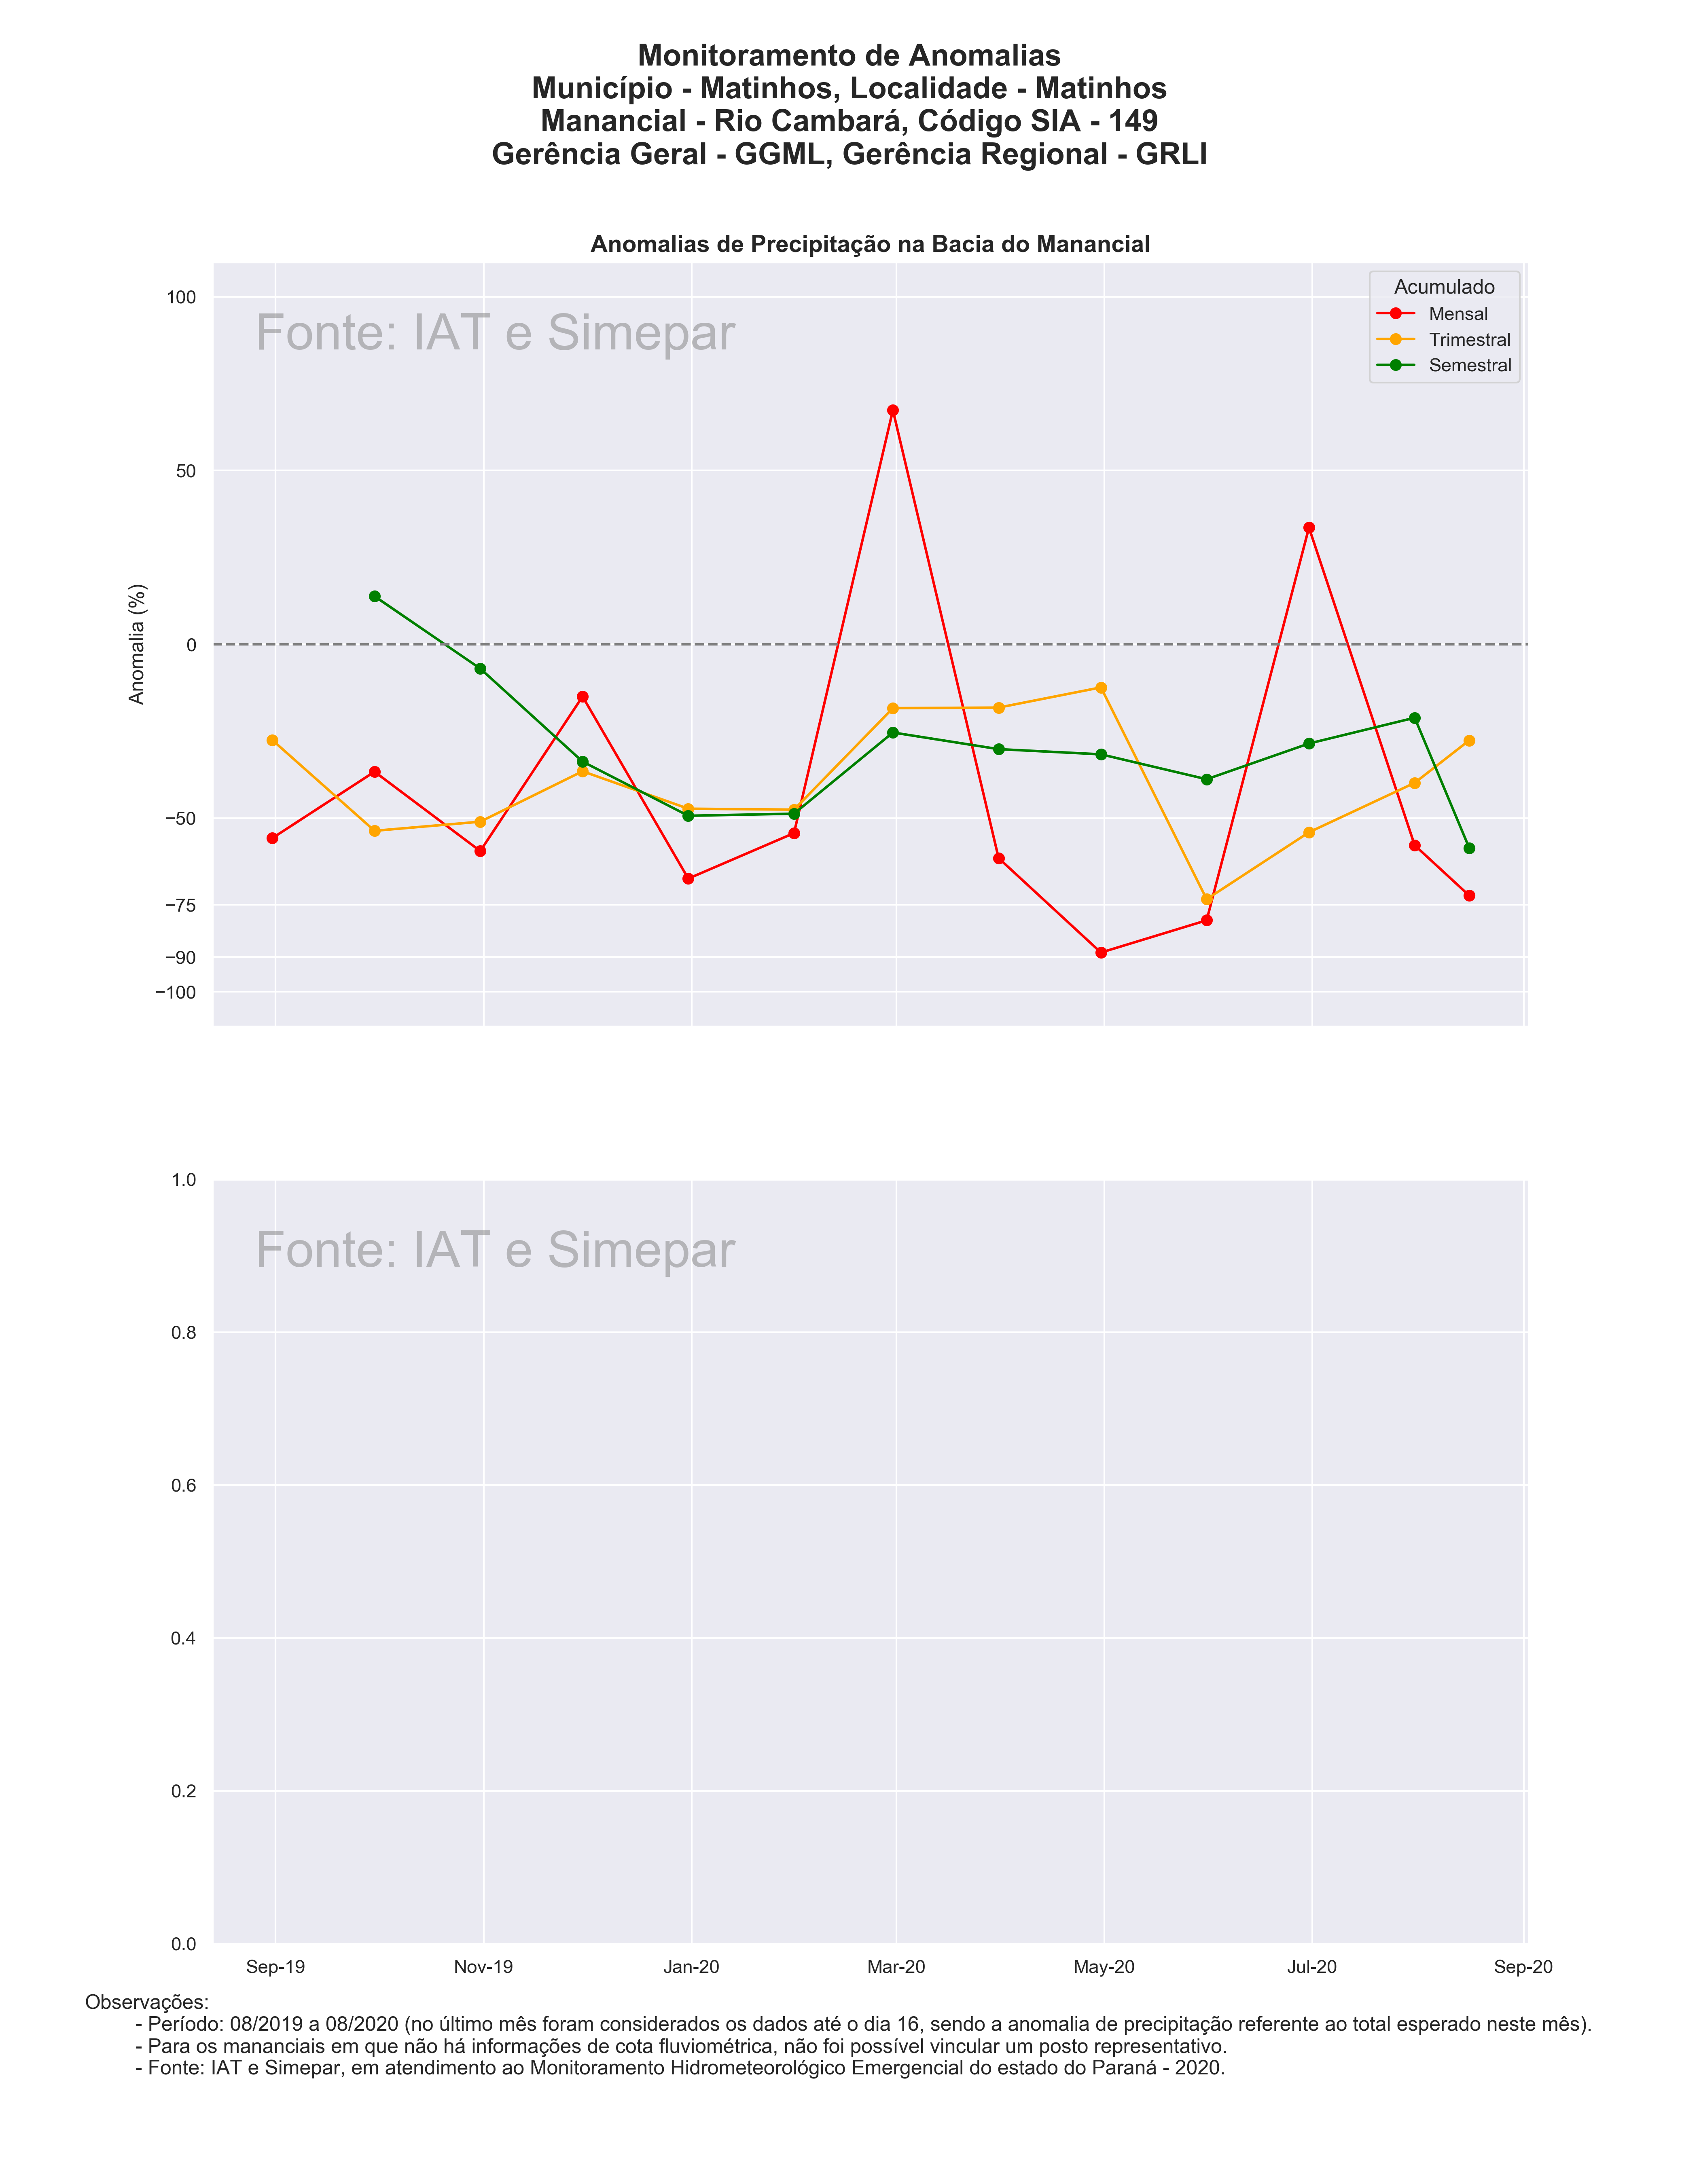 Monitoramento de Anomalias
Município - Matinhos, Localidade - Matinhos
Manancial - Rio Cambará, Código SIA - 149
Gerência Geral - GGML, Gerência Regional - GRLI
Anomalias de Precipitação na Bacia do Manancial
Fonte: IAT e Simepar
Acumulado
Mensal
Trimestral
Semestral
Anomalia (%)
100
50
0
−50
−75
−90
−100
Fonte: IAT e Simepar
1.0
0.8
0.6
0.4
0.2
0.0
Sep-19 Nov-19 Jan-20 Mar-20 May-20 Jul-20 Sep-20
Observações:
- Período: 08/2019 a 08/2020 (no último mês foram considerados os dados até o dia 16, sendo a anomalia de precipitação referente ao total esperado neste mês).
- Para os mananciais em que não há informações de cota fluviométrica, não foi possível vincular um posto representativo.
- Fonte: IAT e Simepar, em atendimento ao Monitoramento Hidrometeorológico Emergencial do estado do Paraná - 2020.